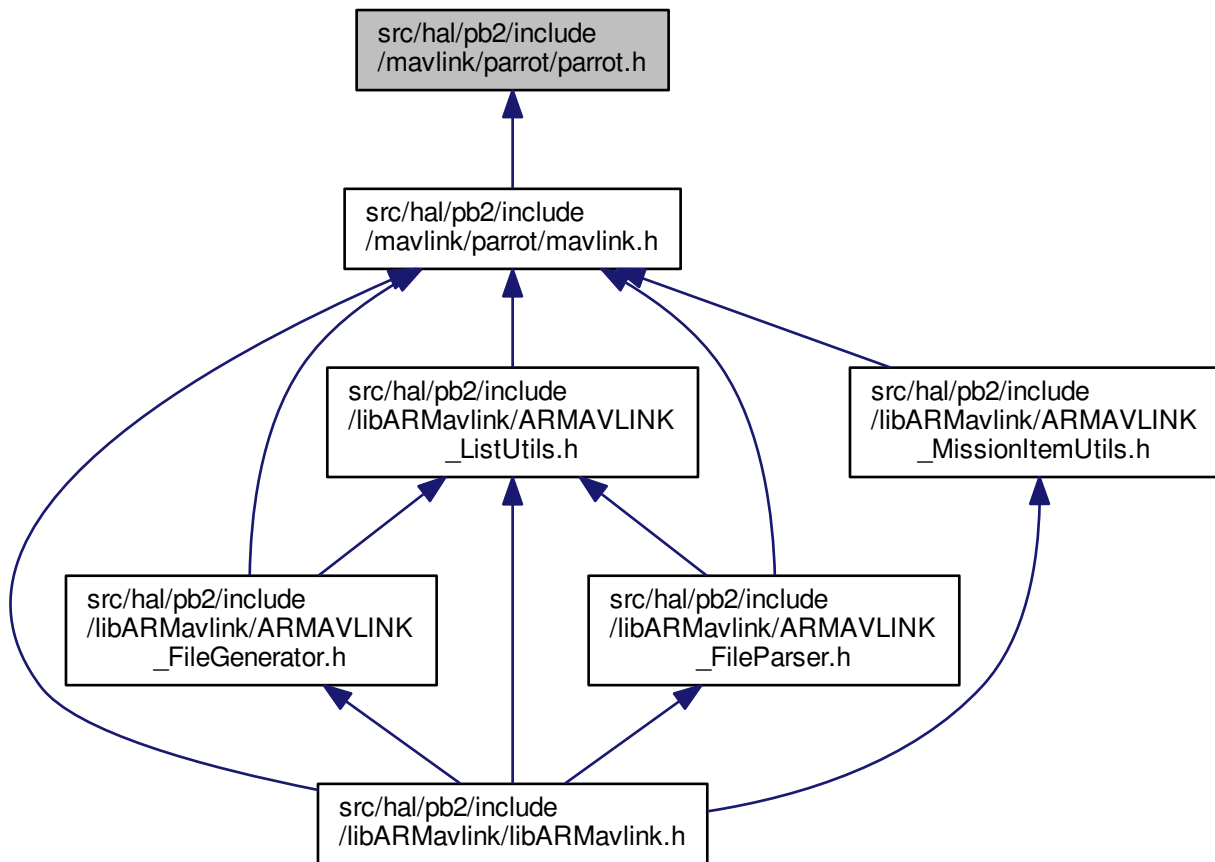 src/hal/pb2/include
/mavlink/parrot/parrot.h
src/hal/pb2/include
/mavlink/parrot/mavlink.h
src/hal/pb2/include
/libARMavlink/ARMAVLINK
_ListUtils.h
src/hal/pb2/include
/libARMavlink/ARMAVLINK
_MissionItemUtils.h
src/hal/pb2/include
/libARMavlink/ARMAVLINK
_FileGenerator.h
src/hal/pb2/include
/libARMavlink/ARMAVLINK
_FileParser.h
src/hal/pb2/include
/libARMavlink/libARMavlink.h